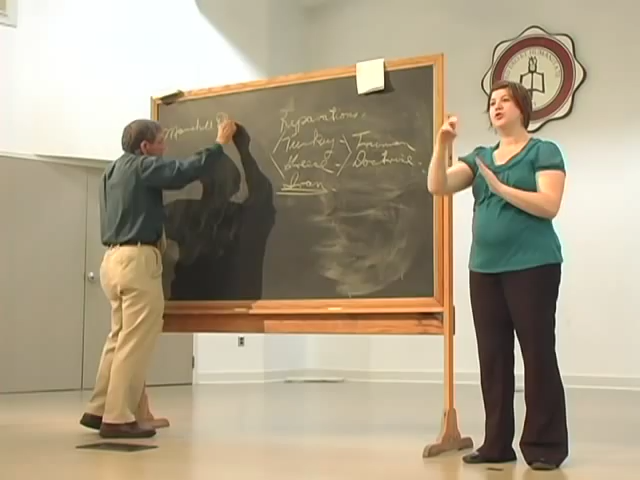 Marshall
Reparations.
Turkey - Truman
Greece - Doctrine.
Iran